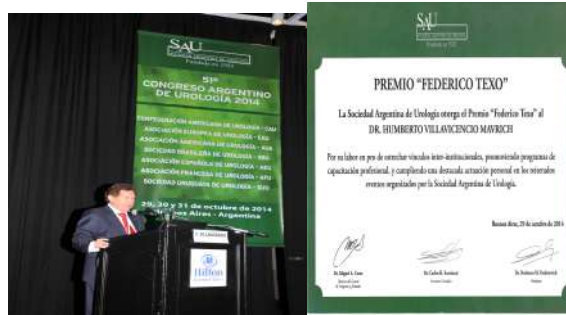 SAU
51º
CONGRESO ARGENTINO
DE UROLOGÍA 2014
CONFEDERACIÓN AMERICANA DE UROLOGÍA - CAU
ASOCIACIÓN EUROPEA DE UROLOGÍA - EAU
ASOCIACIÓN AMERICANA DE UROLOGÍA - AUA
SOCIEDAD BRASILEÑA DE UROLOGÍA - SBU
ASOCIACIÓN ESPAÑOLA DE UROLOGÍA - AEU
ASOCIACIÓN FRANCESA DE UROLOGÍA - AFU
SOCIEDAD URUGUAYA DE UROLOGÍA - SUU
29, 30 y 31 de octubre de 2014
Aires - Argentina
Hilton
SAU
PREMIO “FEDERICO TEXO”
La Sociedad Argentina de Urología otorga el Premio “Federico Texo” al
DR. HUMBERTO VILLAVICENCIO MAVRICH
Por su labor en pos de estrechar vínculos inter-institucionales, promoviendo programas de
capacitación profesional, y cumpliendo una destacada actuación personal en los reiterados
eventos organizados por la Sociedad Argentina de Urología.
Buenos Aires, 29 de octubre de 2014